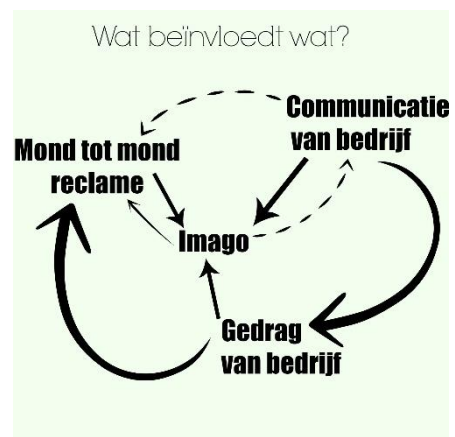 Wat beïnvloedt wat?
Communicatie
van bedrijf
Mond tot mond
reclame
Imago
Gedrag
van bedrijf